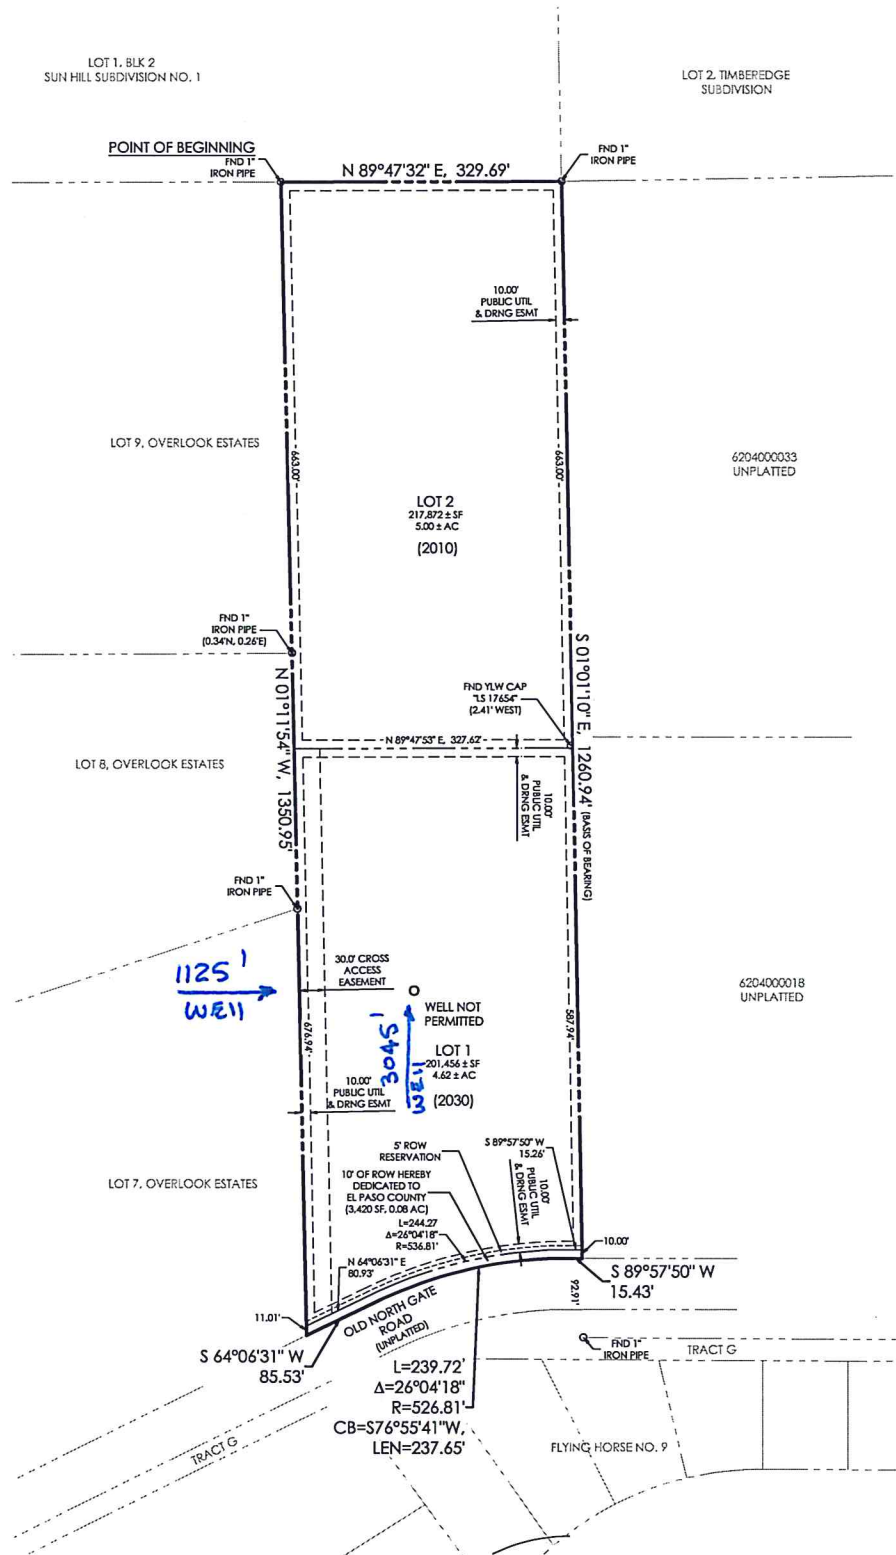 LOT 1, BLK 2
SUN HILL SUBDIVISION NO. 1
LOT 2, TIMBEREDGE
SUBDIVISION
POINT OF BEGINNING
FND 1"
IRON PIPE
N 89°47'32" E, 329.69'
FND 1"
IRON PIPE
10.00'
PUBLIC UTIL
& DRNG ESMT
LOT 9, OVERLOOK ESTATES
663.00'
663.00'
6204000033
UNPLATTED
LOT 2
217,872 ± SF
5.00 ± AC
(2010)
FND 1"
IRON PIPE
(0.34'N, 0.26'E)
N 01°11'54" W, 1350.95'
S 01°01'10" E, 1260.94' (BASIS OF BEARING)
FND YLW CAP
"LS 17654"
(2.41' WEST)
N 89°47'53" E, 327.62'
LOT 8, OVERLOOK ESTATES
10.00'
PUBLIC UTIL
& DRNG ESMT
FND 1"
IRON PIPE
1125'
WEll
30.0' CROSS
ACCESS
EASEMENT
WELL NOT
PERMITTED
6204000018
UNPLATTED
676.94'
587.94'
3045'
WEll
LOT 1
201,456 ± SF
4.62 ± AC
(2030)
10.00'
PUBLIC UTIL
& DRNG ESMT
LOT 7, OVERLOOK ESTATES
5' ROW
RESERVATION
S 89°57'50" W
15.26'
10' OF ROW HEREBY
DEDICATED TO
EL PASO COUNTY
(3,420 SF, 0.08 AC)
10.00'
PUBLIC UTIL
& DRNG ESMT
L=244.27
Δ=26°04'18"
R=536.81'
10.00'
N 64°06'31" E
80.93'
S 89°57'50" W
15.43'
92.91'
11.01'
OLD NORTH GATE
ROAD
(UNPLATTED)
S 64°06'31" W
85.53'
FND 1"
IRON PIPE
TRACT G
L=239.72'
Δ=26°04'18"
R=526.81'
CB=S76°55'41"W,
LEN=237.65'
TRACT G
FLYING HORSE NO. 9